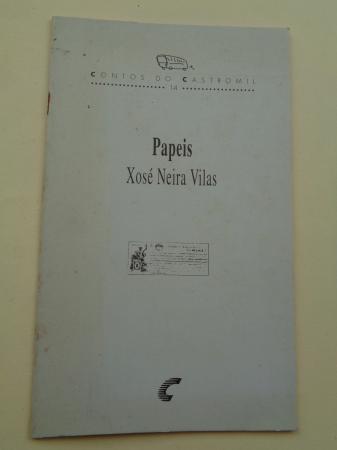 CONTOS DO CASTROMIL
14
Papeis
Xosé Neira Vilas